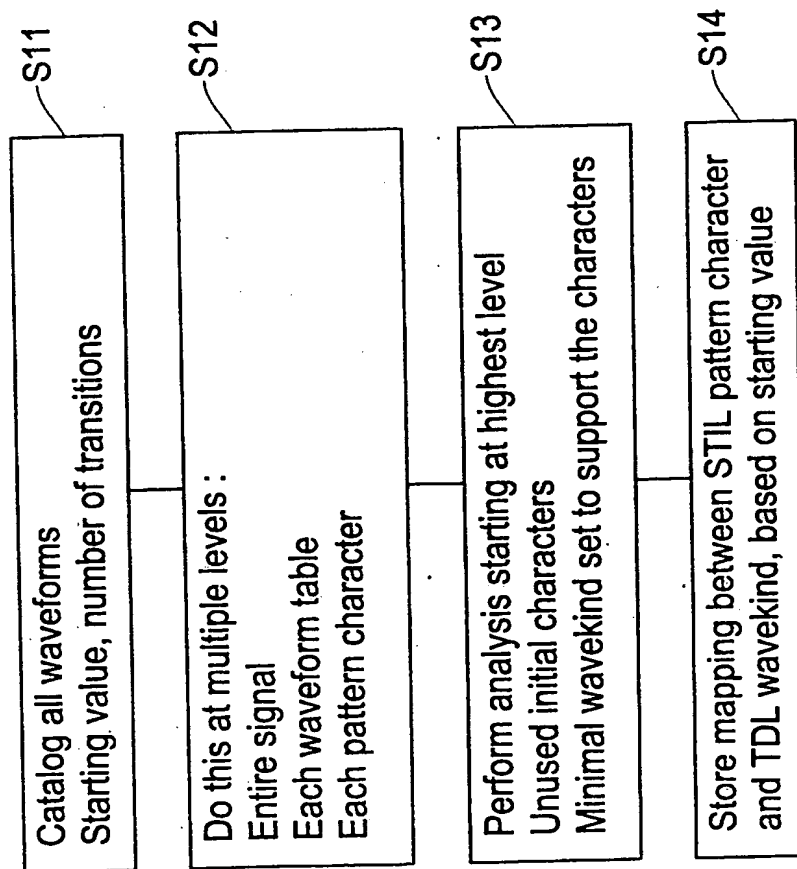 S11
Catalog all waveforms
Starting value, number of transitions
S12
Do this at multiple levels :
Entire signal
Each waveform table
Each pattern character
S13
Perform analysis starting at highest level
Unused initial characters
Minimal wavekind set to support the characters
S14
Store mapping between STIL pattern character
and TDL wavekind, based on starting value